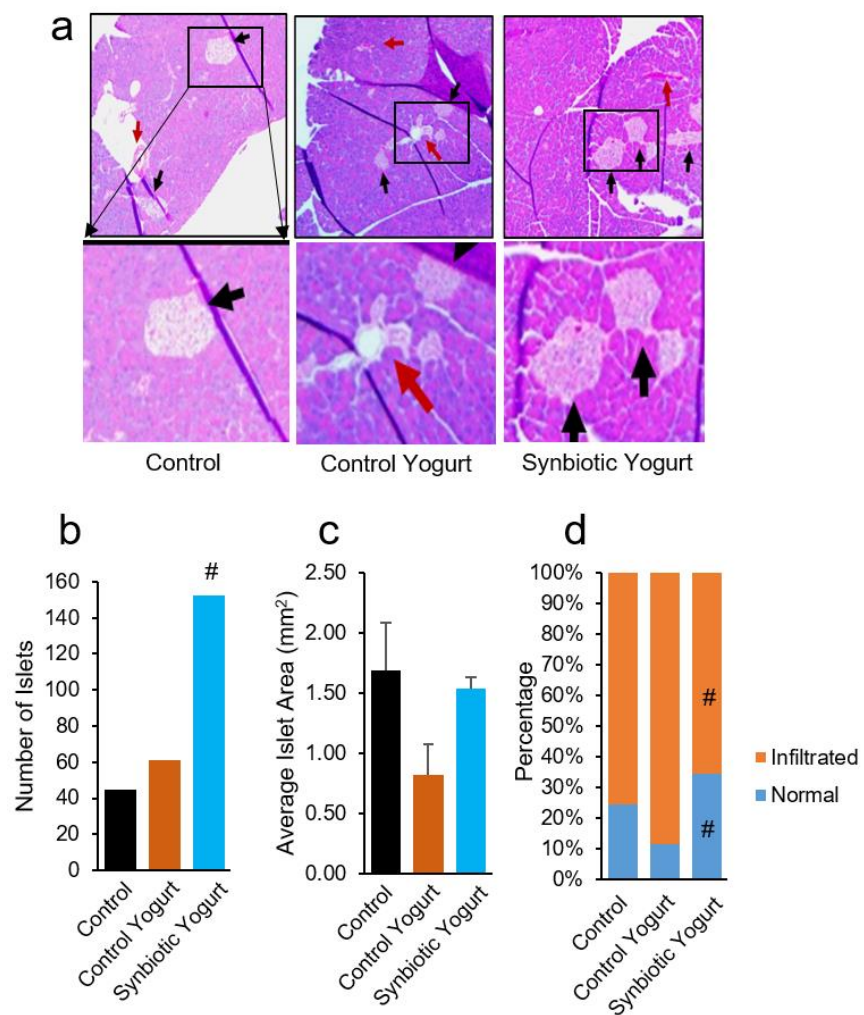 a
Control
Control Yogurt
Synbiotic Yogurt
b
Number of Islets
160
140
120
100
80
60
40
20
0
#
Control
Control Yogurt
Synbiotic Yogurt
c
Average Islet Area (mm²)
2.50
2.00
1.50
1.00
0.50
0.00
Control
Control Yogurt
Synbiotic Yogurt
d
Percentage
100%
90%
80%
70%
60%
50%
40%
30%
20%
10%
0%
#
#
Control
Control Yogurt
Synbiotic Yogurt
Infiltrated
Normal